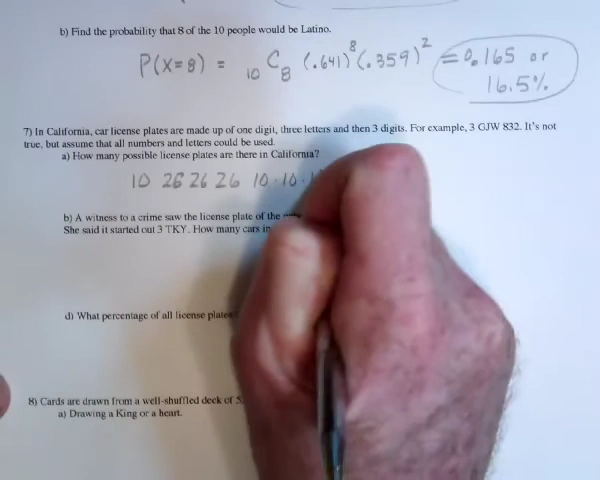 b) Find the probability that 8 of the 10 people would be Latino.
P(X=8) = 10C8 (.641)^8 (.359)^2 = 0.165 or
16.5%
7) In California, car license plates are made up of one digit, three letters and then 3 digits. For example, 3 GJW 832. It's not
true, but assume that all numbers and letters could be used.
a) How many possible license plates are there in California?
10 26 26 26 10·10·
b) A witness to a crime saw the license plate of the
She said it started out 3 TKY. How many cars in
d) What percentage of all license plates
8) Cards are drawn from a well-shuffled deck of
a) Drawing a King or a heart.